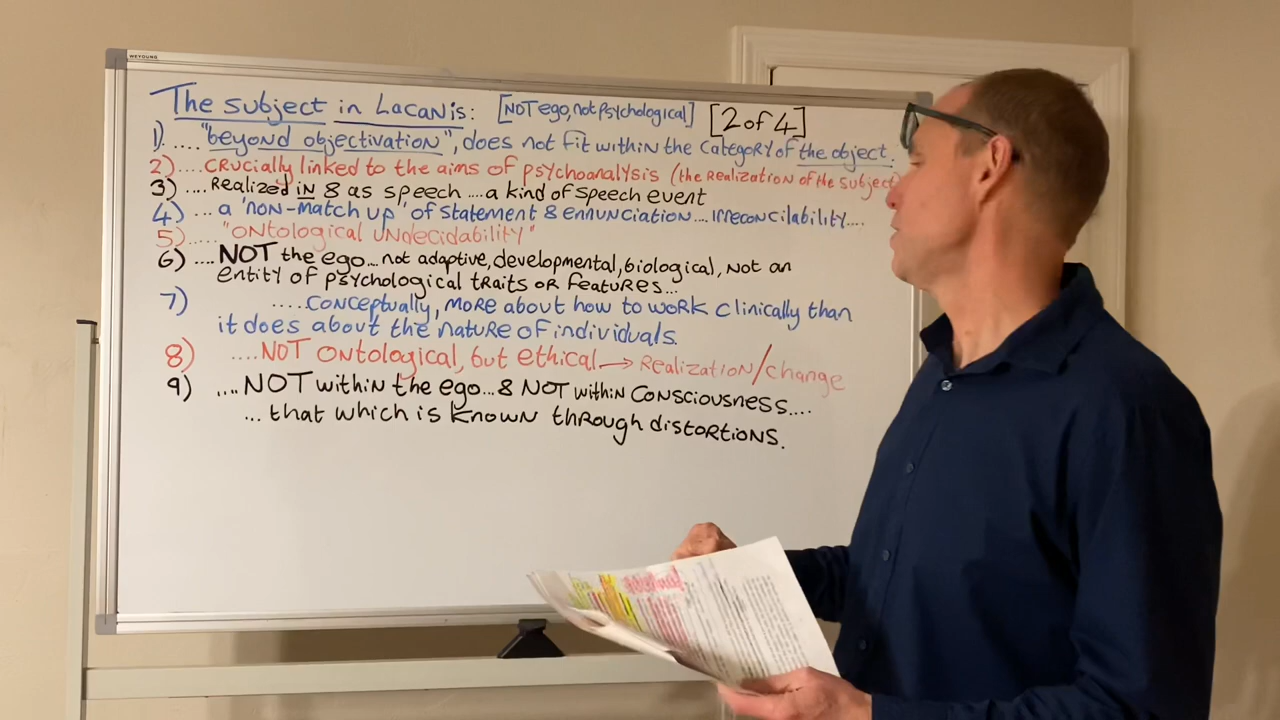 WEYOUNG
The subject in Lacanis: [NOT ego, not psychological] [2 of 4]
1). .... "beyond objectivation", does not fit within the category of the object.
2).... crucially linked to the aims of psychoanalysis (the realization of the subject)
3) .... Realized in & as speech .... a kind of speech event
4) ... a 'non-match up' of statement & ennunciation.... irreconcilability....
5)..... "ontological undecidability"
6) .... NOT the ego... not adaptive, developmental, biological, not an
entity of psychological traits or features...
7) .... conceptually, more about how to work clinically than
it does about the nature of individuals.
8) .... NOT ontological, but ethical → Realization/change
9) .... NOT within the ego... & NOT within consciousness....
... that which is known through distortions.